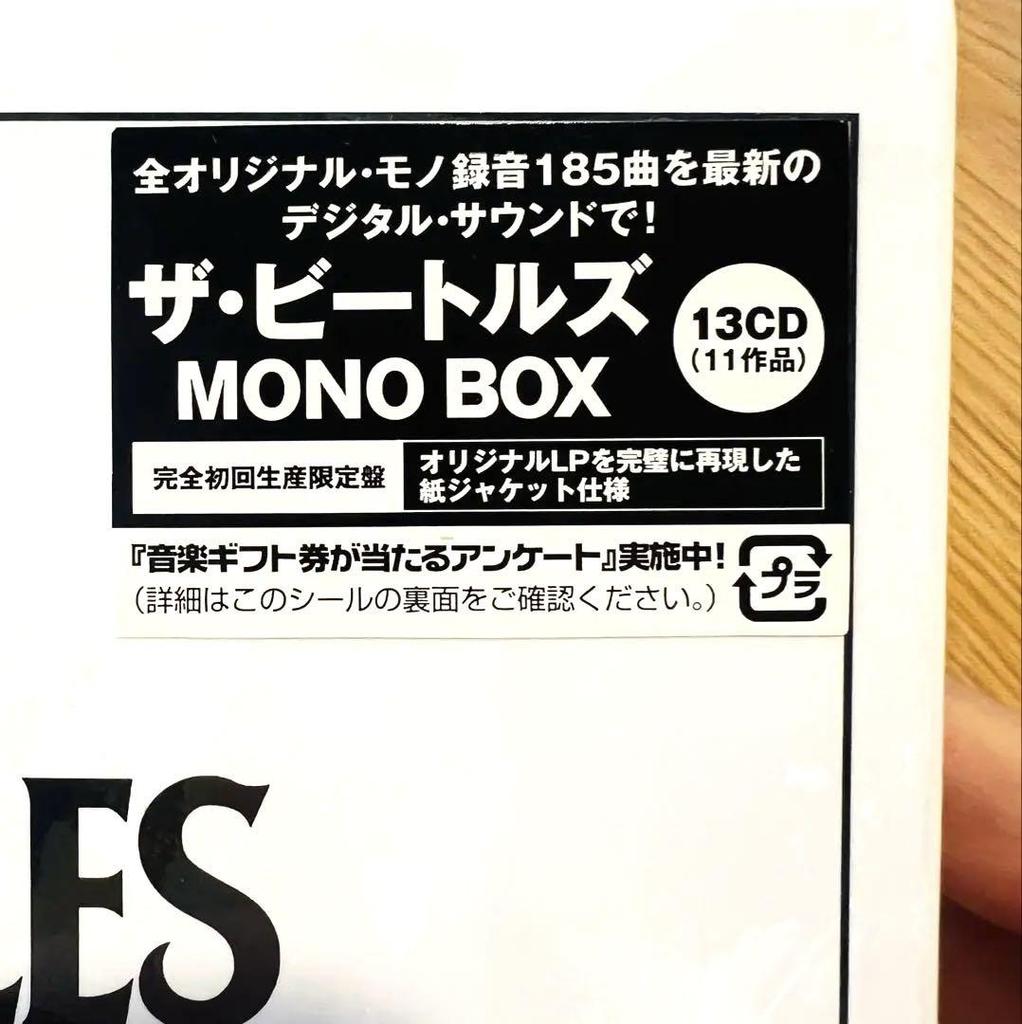 全オリジナル・モノ録音185曲を最新の
デジタル・サウンドで!
ザ・ビートルズ
MONO BOX
13CD
(11作品)
完全初回生産限定盤
オリジナルLPを完璧に再現した
紙ジャケット仕様
『音楽ギフト券が当たるアンケート』実施中!
(詳細はこのシールの裏面をご確認ください。)
プラ
LES